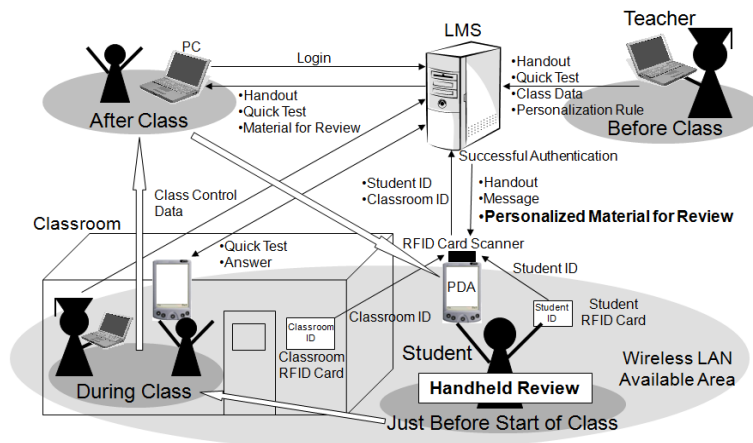 Teacher
LMS
PC
Login
•Handout
•Quick Test
•Class Data
•Personalization Rule
•Handout
•Quick Test
•Material for Review
After Class
Before Class
Successful Authentication
•Student ID
•Classroom ID
•Handout
•Message
•Personalized Material for Review
Class Control
Data
Classroom
•Quick Test
•Answer
RFID Card Scanner
Student ID
PDA
Classroom
ID
Classroom ID
Student
ID
Student
RFID Card
Classroom
RFID Card
Student
Wireless LAN
Available Area
During Class
Handheld Review
Just Before Start of Class